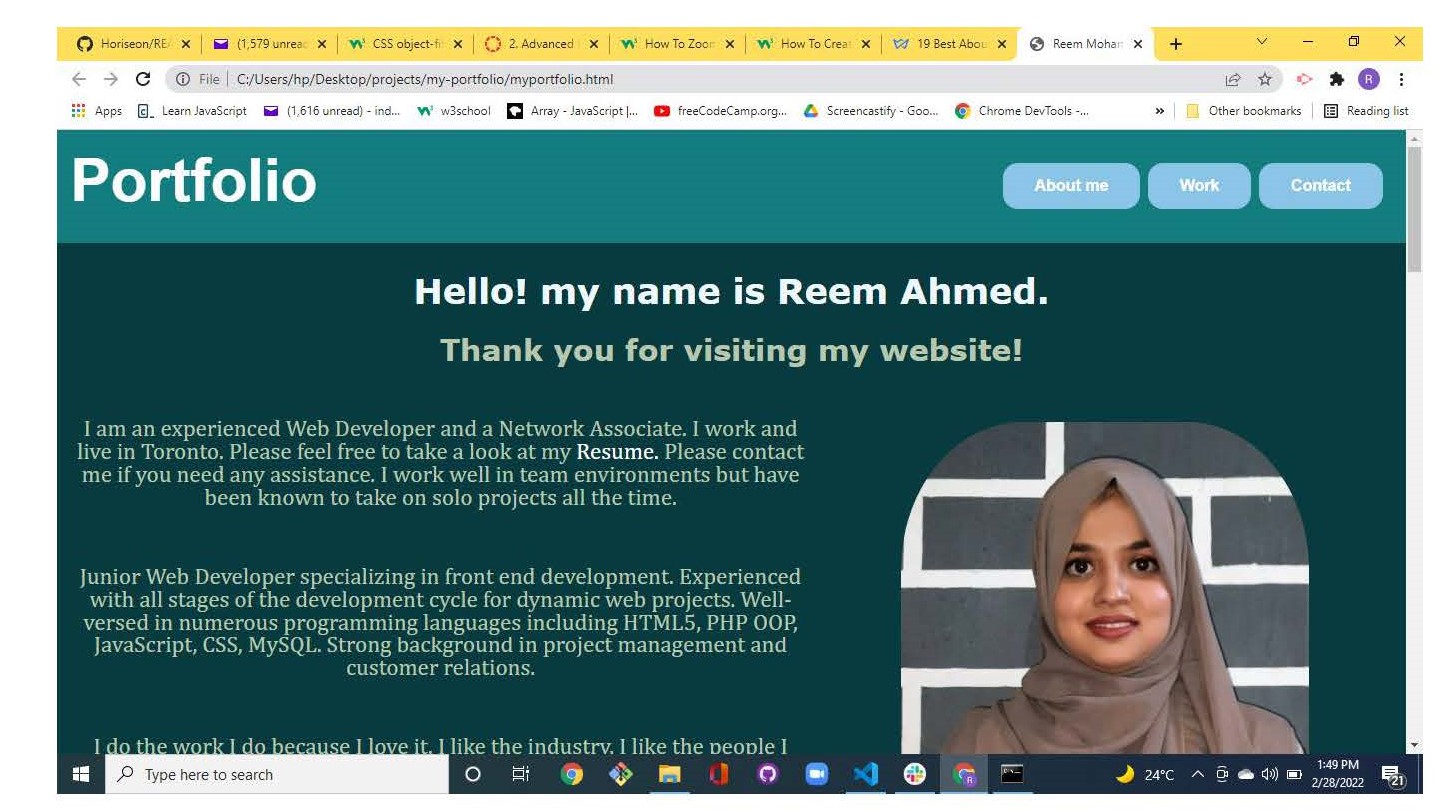 Horiseon/RE
(1,579 unread
CSS object-fi
2. Advanced
How To Zoom
How To Crea
19 Best Abou
Reem Moham
File C:/Users/hp/Desktop/projects/my-portfolio/myportfolio.html
R
Apps
Learn JavaScript
(1,616 unread) - ind...
w3school
Array - JavaScript |...
freeCodeCamp.org...
Screencastify - Goo...
Chrome DevTools -...
»
Other bookmarks
Reading list
Portfolio
About me
Work
Contact
Hello! my name is Reem Ahmed.
Thank you for visiting my website!
I am an experienced Web Developer and a Network Associate. I work and
live in Toronto. Please feel free to take a look at my Resume. Please contact
me if you need any assistance. I work well in team environments but have
been known to take on solo projects all the time.
Junior Web Developer specializing in front end development. Experienced
with all stages of the development cycle for dynamic web projects. Well-
versed in numerous programming languages including HTML5, PHP OOP,
JavaScript, CSS, MySQL. Strong background in project management and
customer relations.
I do the work I do because I love it. I like the industry. I like the people I
Type here to search
24°C
1:49 PM
2/28/2022
21